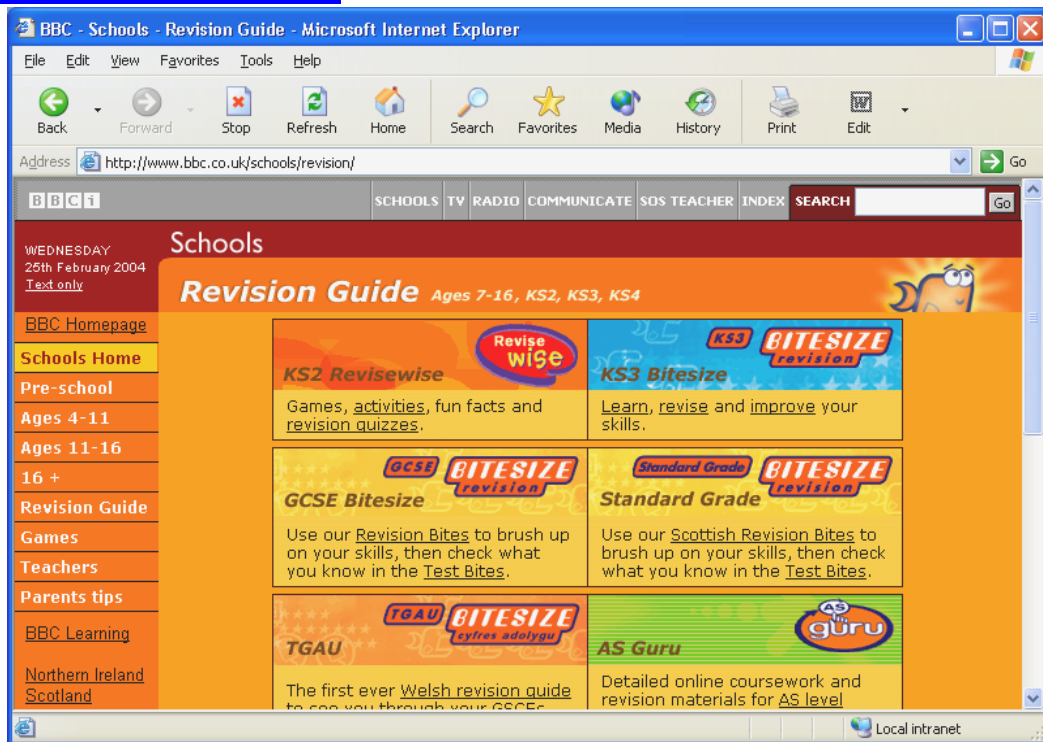 BBC - Schools - Revision Guide - Microsoft Internet Explorer
File Edit View Favorites Tools Help
Back Forward Stop Refresh Home Search Favorites Media History Print Edit
Address http://www.bbc.co.uk/schools/revision/ Go
BBCi SCHOOLS TV RADIO COMMUNICATE SOS TEACHER INDEX SEARCH Go
WEDNESDAY
25th February 2004
Text only
Schools
Revision Guide Ages 7-16, KS2, KS3, KS4
BBC Homepage
Schools Home
Pre-school
Ages 4-11
Ages 11-16
16 +
Revision Guide
Games
Teachers
Parents tips
BBC Learning
Northern Ireland
Scotland
Revise
wise
KS2 Revisewise
Games, activities, fun facts and
revision quizzes.
KS3 BITESIZE
revision
KS3 Bitesize
Learn, revise and improve your
skills.
GCSE BITESIZE
revision
GCSE Bitesize
Use our Revision Bites to brush up
on your skills, then check what
you know in the Test Bites.
Standard Grade BITESIZE
revision
Standard Grade
Use our Scottish Revision Bites to
brush up on your skills, then check
what you know in the Test Bites.
TGAU BITESIZE
cyfres adolygu
TGAU
The first ever Welsh revision guide
to see you through your GSCEs
AS
guru
AS Guru
Detailed online coursework and
revision materials for AS level
Local intranet